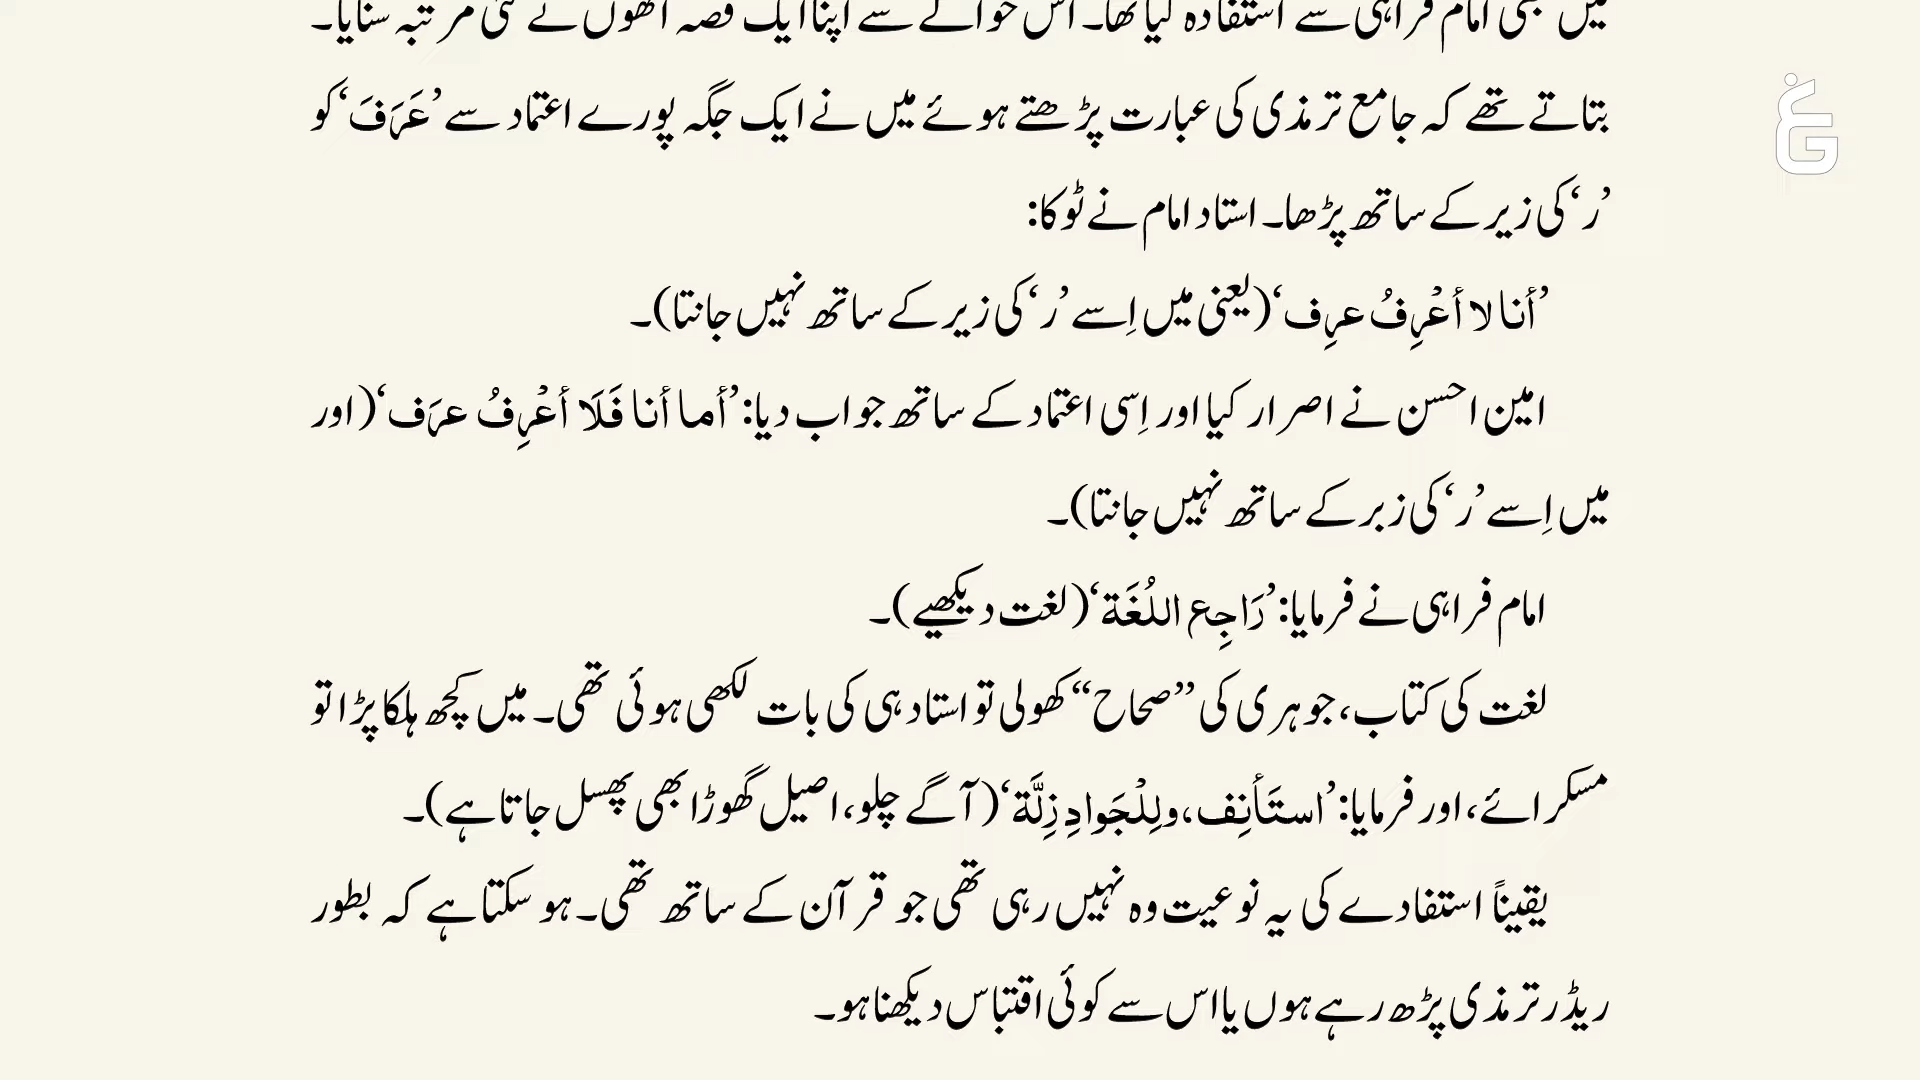 میں بھی امام فراہی سے استفادہ کیا تھا۔ اس حوالے سے اپنا ایک قصہ انھوں نے کئی مرتبہ سنایا۔
بتاتے تھے کہ جامع ترمذی کی عبارت پڑھتے ہوئے میں نے ایک جگہ پورے اعتماد سے ’عَرَفَ‘ کو
’ر‘ کی زیر کے ساتھ پڑھا۔ استاد امام نے ٹوکا:
’أنا لا أعْرِفُ عرِف‘ (یعنی میں اِسے ’ر‘ کی زیر کے ساتھ نہیں جانتا)۔
امین احسن نے اصرار کیا اور اِسی اعتماد کے ساتھ جواب دیا: ’أما أنا فَلَا أعْرِفُ عرَف‘ (اور
میں اِسے ’ر‘ کی زبر کے ساتھ نہیں جانتا)۔
امام فراہی نے فرمایا: ’رَاجِع اللُغَة‘ (لغت دیکھیے)۔
لغت کی کتاب، جوہری کی ”صحاح“ کھولی تو استاد ہی کی بات لکھی ہوئی تھی۔ میں کچھ ہلکا پڑا تو
مسکرائے، اور فرمایا: ’استَأنِف، ولِلْجَوادِ زِلَّة‘ (آگے چلو، اصیل گھوڑا بھی پھسل جاتا ہے)۔
یقیناً استفادے کی یہ نوعیت وہ نہیں رہی تھی جو قرآن کے ساتھ تھی۔ ہو سکتا ہے کہ بطور
ریڈر ترمذی پڑھ رہے ہوں یا اس سے کوئی اقتباس دیکھنا ہو۔